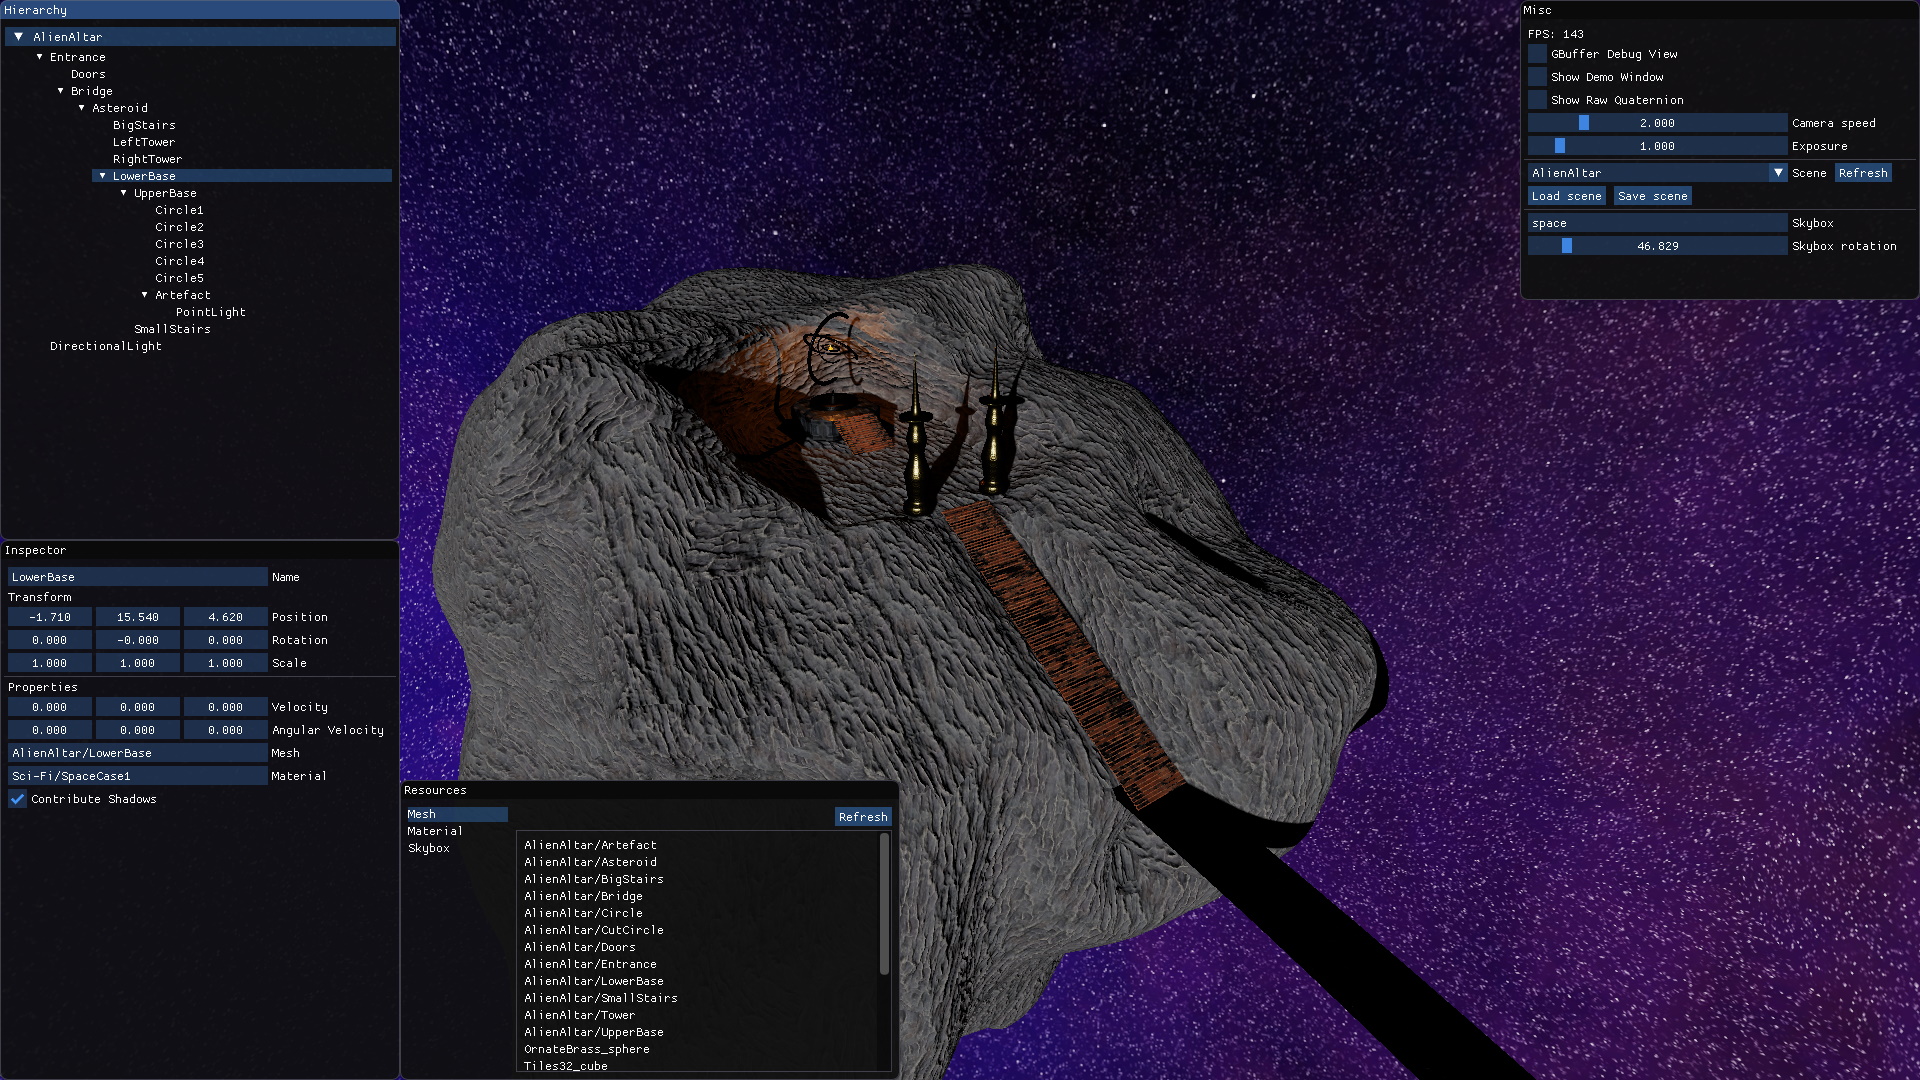 Hierarchy
AlienAltar
Entrance
Doors
Bridge
Asteroid
BigStairs
LeftTower
RightTower
LowerBase
UpperBase
Circle1
Circle2
Circle3
Circle4
Circle5
Artefact
PointLight
SmallStairs
DirectionalLight
Inspector
LowerBase Name
Transform
-1.710 15.540 4.620 Position
0.000 -0.000 0.000 Rotation
1.000 1.000 1.000 Scale
Properties
0.000 0.000 0.000 Velocity
0.000 0.000 0.000 Angular Velocity
AlienAltar/LowerBase Mesh
Sci-Fi/SpaceCase1 Material
Contribute Shadows
Resources
Mesh
Material
Skybox
Refresh
AlienAltar/Artefact
AlienAltar/Asteroid
AlienAltar/BigStairs
AlienAltar/Bridge
AlienAltar/Circle
AlienAltar/CutCircle
AlienAltar/Doors
AlienAltar/Entrance
AlienAltar/LowerBase
AlienAltar/SmallStairs
AlienAltar/Tower
AlienAltar/UpperBase
OrnateBrass_sphere
Tiles32_cube
Misc
FPS: 143
GBuffer Debug View
Show Demo Window
Show Raw Quaternion
2.000 Camera speed
1.000 Exposure
AlienAltar Scene Refresh
Load scene Save scene
space Skybox
46.829 Skybox rotation